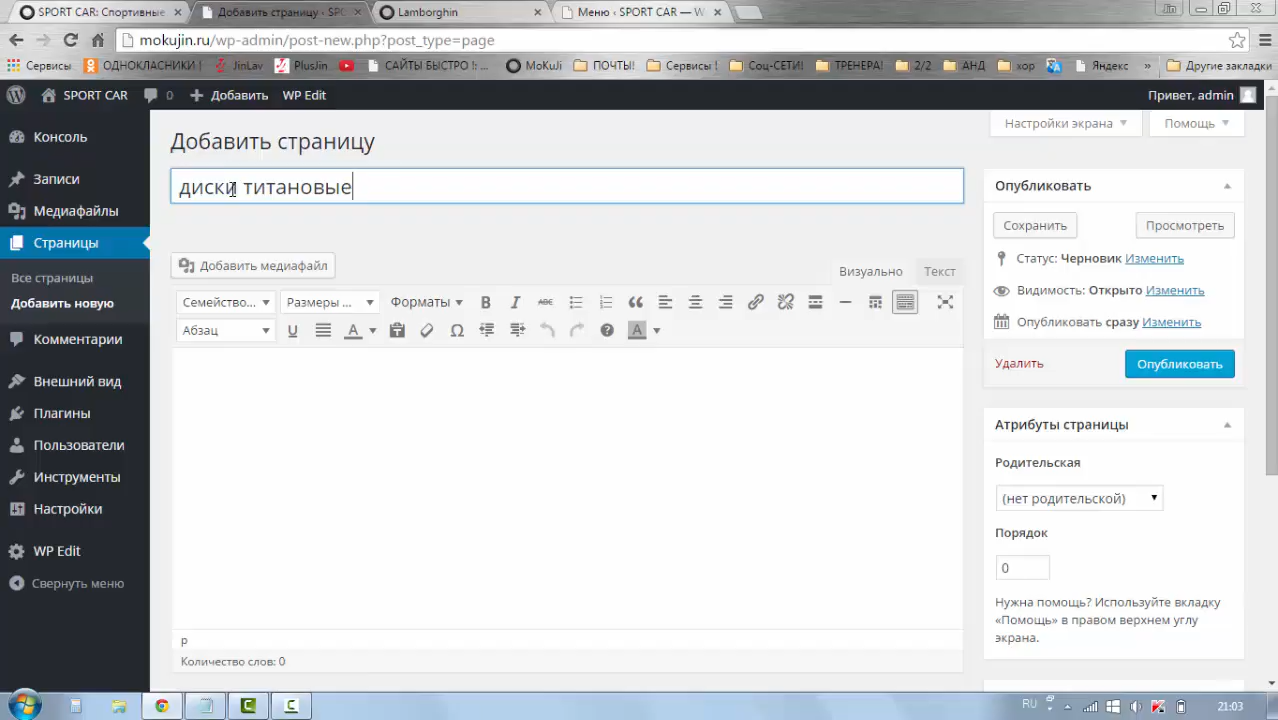 SPORT CAR: Спортивные
Добавить страницу ‹ SPO
Lamborghin
Меню ‹ SPORT CAR — W
Jin
mokujin.ru/wp-admin/post-new.php?post_type=page
Сервисы ОДНОКЛАСНИКИ !: JinLav PlusJin САЙТЫ БЫСТРО !: ... MoKuJi ПОЧТЫ! Сервисы ! Соц-СЕТИ! ТРЕНЕРА! 2/2 АНД хор Яндекс » Другие закладки
SPORT CAR 0 Добавить WP Edit Привет, admin
Консоль
Записи
Медиафайлы
Страницы
Все страницы
Добавить новую
Комментарии
Внешний вид
Плагины
Пользователи
Инструменты
Настройки
WP Edit
Свернуть меню
Настройки экрана
Помощь
Добавить страницу
диски титановые
Добавить медиафайл
Визуально Текст
Семейство... Размеры ... Форматы B I ABC
Абзац U A A
p
Количество слов: 0
Опубликовать
Сохранить Просмотреть
Статус: Черновик Изменить
Видимость: Открыто Изменить
Опубликовать сразу Изменить
Удалить Опубликовать
Атрибуты страницы
Родительская
(нет родительской)
Порядок
0
Нужна помощь? Используйте вкладку
«Помощь» в правом верхнем углу
экрана.
RU 21:03